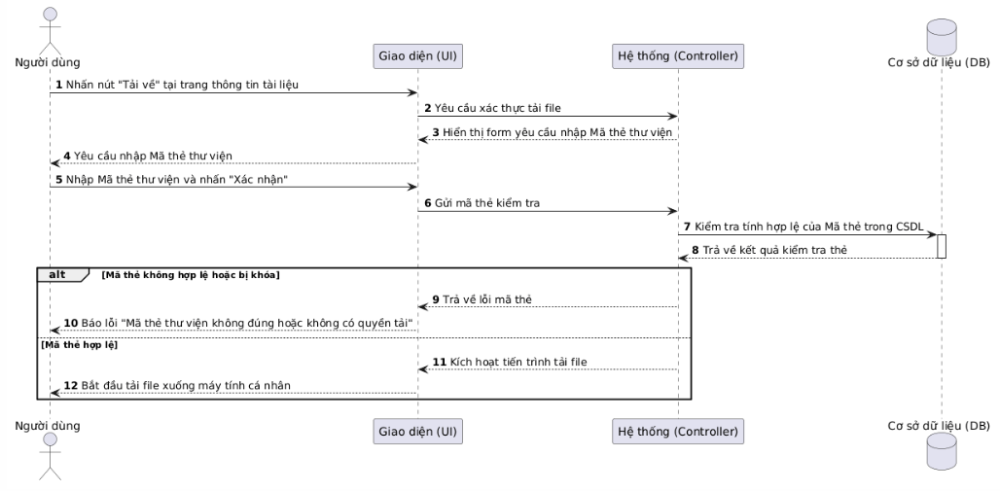 Người dùng
Giao diện (UI)
Hệ thống (Controller)
Cơ sở dữ liệu (DB)
1 Nhấn nút "Tải về" tại trang thông tin tài liệu
2 Yêu cầu xác thực tải file
3 Hiển thị form yêu cầu nhập Mã thẻ thư viện
4 Yêu cầu nhập Mã thẻ thư viện
5 Nhập Mã thẻ thư viện và nhấn "Xác nhận"
6 Gửi mã thẻ kiểm tra
7 Kiểm tra tính hợp lệ của Mã thẻ trong CSDL
8 Trả về kết quả kiểm tra thẻ
alt [Mã thẻ không hợp lệ hoặc bị khóa]
9 Trả về lỗi mã thẻ
10 Báo lỗi "Mã thẻ thư viện không đúng hoặc không có quyền tải"
[Mã thẻ hợp lệ]
11 Kích hoạt tiến trình tải file
12 Bắt đầu tải file xuống máy tính cá nhân
Người dùng
Giao diện (UI)
Hệ thống (Controller)
Cơ sở dữ liệu (DB)